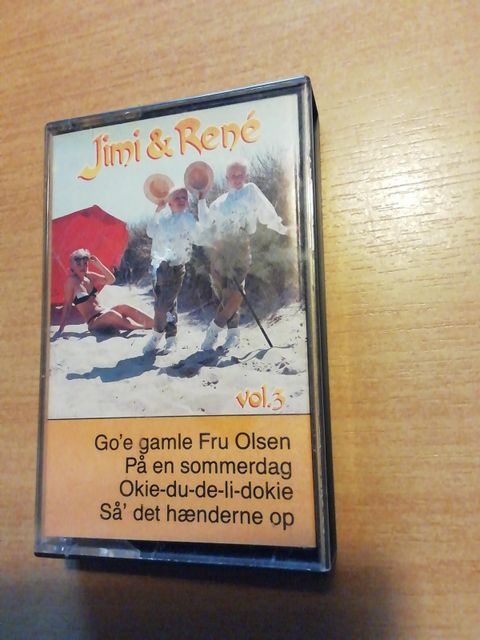 Jimi & René
vol.3
Go'e gamle Fru Olsen
På en sommerdag
Okie-du-de-li-dokie
Så' det hænderne op